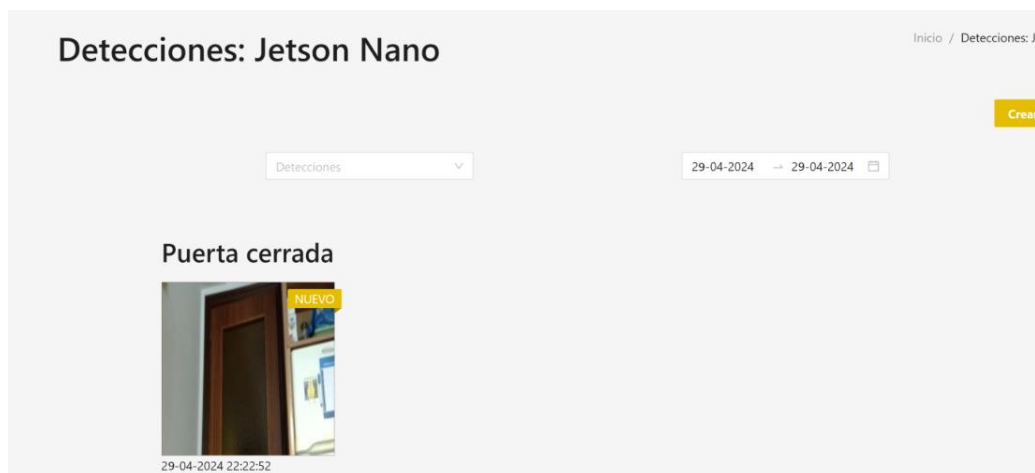 Detecciones: Jetson Nano
Inicio / Detecciones: J
Crear
Detecciones
29-04-2024 → 29-04-2024
Puerta cerrada
NUEVO
29-04-2024 22:22:52